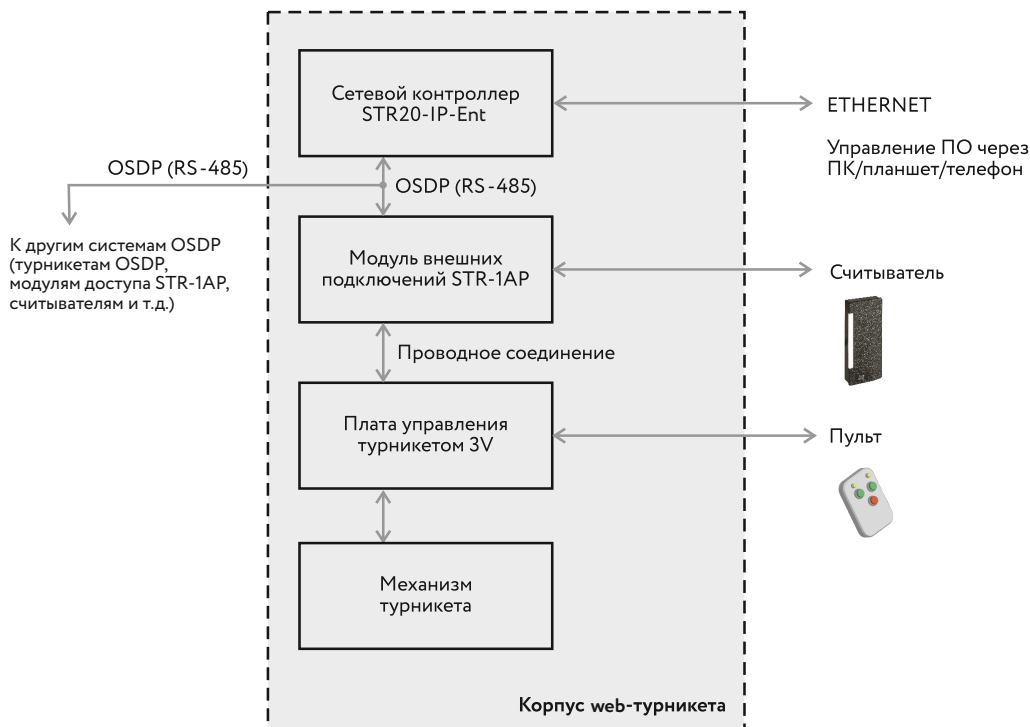 Сетевой контроллер
STR20-IP-Ent
ETHERNET
Управление ПО через
ПК/планшет/телефон
OSDP (RS-485)
OSDP (RS-485)
К другим системам OSDP
(турникетам OSDP,
модулям доступа STR-1AP,
считывателям и т.д.)
Модуль внешних
подключений STR-1AP
Считыватель
Проводное соединение
Плата управления
турникетом 3V
Пульт
Механизм
турникета
Корпус web-турникета